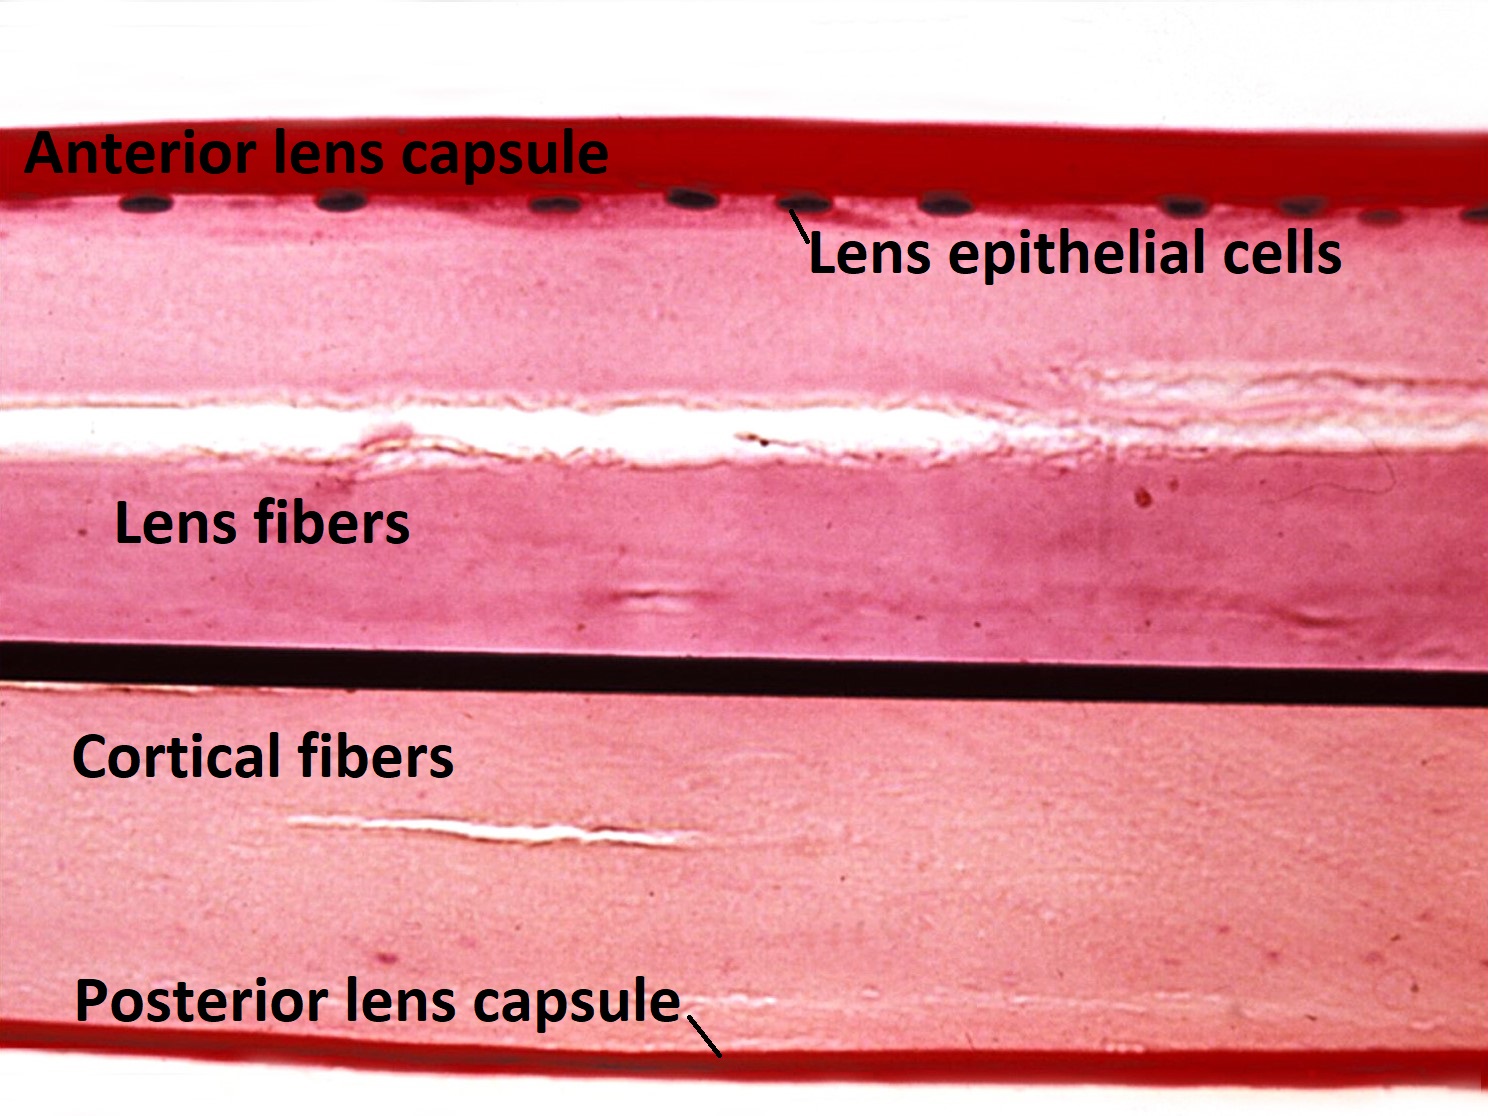 Anterior lens capsule
Lens epithelial cells
Lens fibers
Cortical fibers
Posterior lens capsule